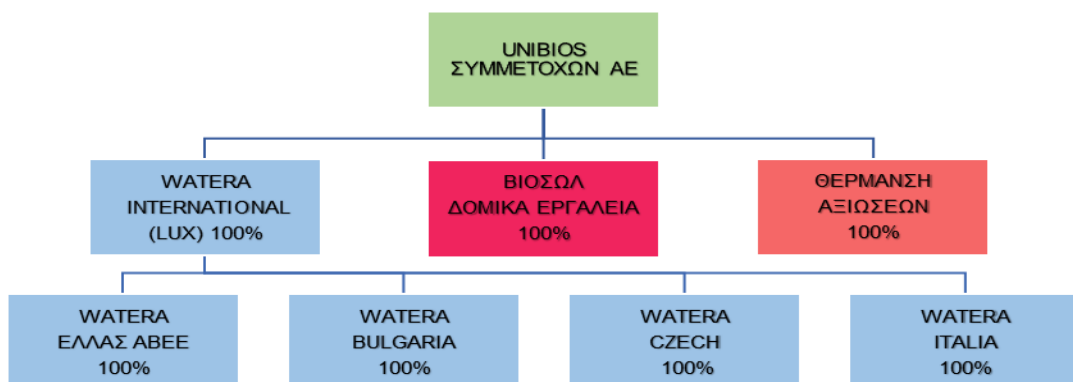 UNIBIOS
ΣΥΜΜΕΤΟΧΩΝ ΑΕ
WATERA
INTERNATIONAL
(LUX) 100%
ΒΙΟΣΩΛ
ΔΟΜΙΚΑ ΕΡΓΑΛΕΙΑ
100%
ΘΕΡΜΑΝΣΗ
ΑΞΙΩΣΕΩΝ
100%
WATERA
ΕΛΛΑΣ ΑΒΕΕ
100%
WATERA
BULGARIA
100%
WATERA
CZECH
100%
WATERA
ITALIA
100%